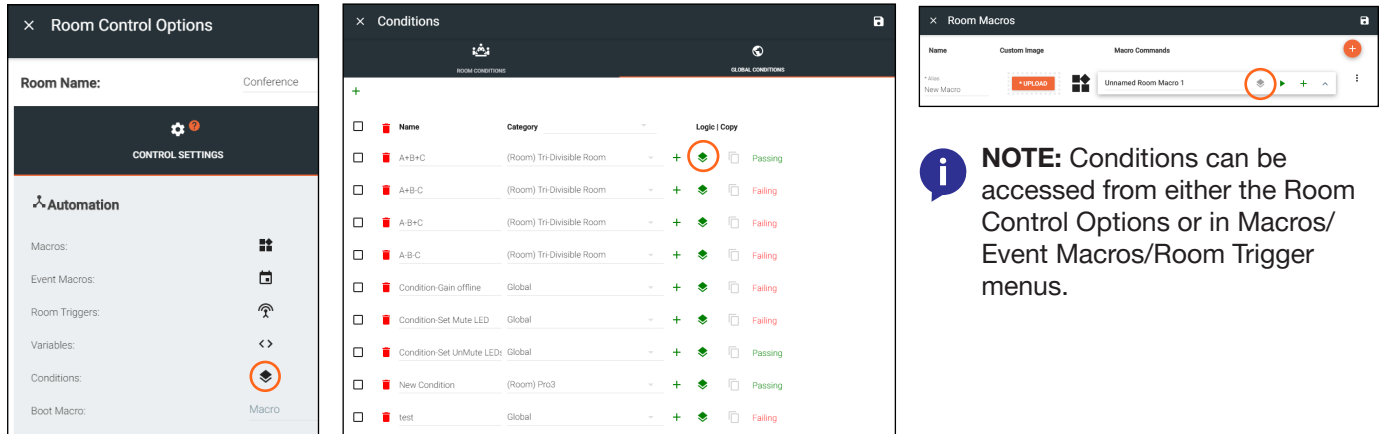 × Room Control Options
Room Name: Conference
?
CONTROL SETTINGS
Automation
Macros:
Event Macros:
Room Triggers:
Variables: <>
Conditions:
Boot Macro: Macro
× Conditions
ROOM CONDITIONS GLOBAL CONDITIONS
+
Name Category Logic | Copy
A+B+C (Room) Tri-Divisible Room + Passing
A+B-C (Room) Tri-Divisible Room + Failing
A-B+C (Room) Tri-Divisible Room + Failing
A-B-C (Room) Tri-Divisible Room + Failing
Condition-Gain offline Global + Failing
Condition-Set Mute LED Global + Failing
Condition-Set UnMute LEDs Global + Passing
New Condition (Room) Pro3 + Passing
test Global + Failing
× Room Macros
Name Custom Image Macro Commands +
* Alias
New Macro * UPLOAD Unnamed Room Macro 1 +
i NOTE: Conditions can be
accessed from either the Room
Control Options or in Macros/
Event Macros/Room Trigger
menus.